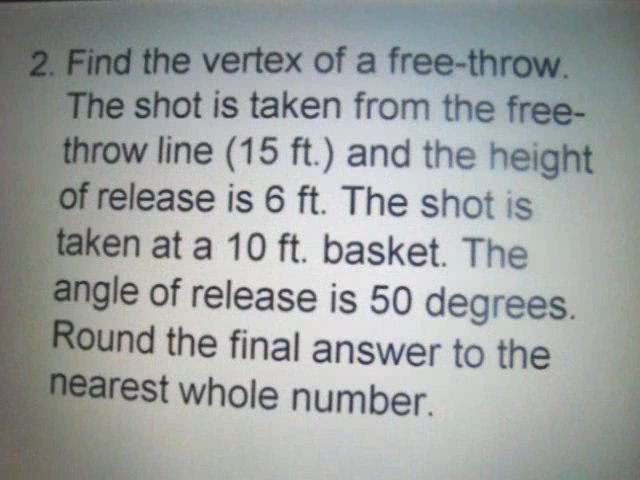 2. Find the vertex of a free-throw.
The shot is taken from the free-
throw line (15 ft.) and the height
of release is 6 ft. The shot is
taken at a 10 ft. basket. The
angle of release is 50 degrees.
Round the final answer to the
nearest whole number.